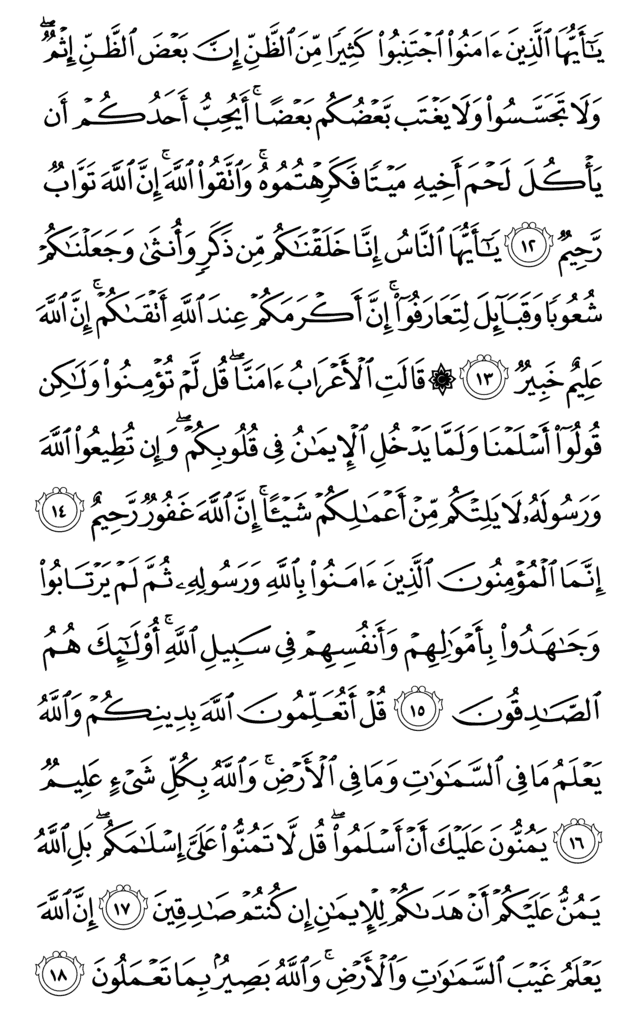 يَٰٓأَيُّهَا ٱلَّذِينَ ءَامَنُوا۟ ٱجْتَنِبُوا۟ كَثِيرًا مِّنَ ٱلظَّنِّ إِنَّ بَعْضَ ٱلظَّنِّ إِثْمٌ ۖ
وَلَا تَجَسَّسُوا۟ وَلَا يَغْتَب بَّعْضُكُم بَعْضًا ۚ أَيُحِبُّ أَحَدُكُمْ أَن
يَأْكُلَ لَحْمَ أَخِيهِ مَيْتًا فَكَرِهْتُمُوهُ ۚ وَٱتَّقُوا۟ ٱللَّهَ ۚ إِنَّ ٱللَّهَ تَوَّابٌ
رَّحِيمٌ ١٢ يَٰٓأَيُّهَا ٱلنَّاسُ إِنَّا خَلَقْنَٰكُم مِّن ذَكَرٍ وَأُنثَىٰ وَجَعَلْنَٰكُمْ
شُعُوبًا وَقَبَآئِلَ لِتَعَارَفُوٓا۟ ۚ إِنَّ أَكْرَمَكُمْ عِندَ ٱللَّهِ أَتْقَىٰكُمْ ۚ إِنَّ ٱللَّهَ
عَلِيمٌ خَبِيرٌ ١٣ ۞ قَالَتِ ٱلْأَعْرَابُ ءَامَنَّا ۖ قُل لَّمْ تُؤْمِنُوا۟ وَلَٰكِن
قُولُوٓا۟ أَسْلَمْنَا وَلَمَّا يَدْخُلِ ٱلْإِيمَٰنُ فِى قُلُوبِكُمْ ۖ وَإِن تُطِيعُوا۟ ٱللَّهَ
وَرَسُولَهُۥ لَا يَلِتْكُم مِّنْ أَعْمَٰلِكُمْ شَيْـًٔا ۚ إِنَّ ٱللَّهَ غَفُورٌ رَّحِيمٌ ١٤
إِنَّمَا ٱلْمُؤْمِنُونَ ٱلَّذِينَ ءَامَنُوا۟ بِٱللَّهِ وَرَسُولِهِۦ ثُمَّ لَمْ يَرْتَابُوا۟
وَجَٰهَدُوا۟ بِأَمْوَٰلِهِمْ وَأَنفُسِهِمْ فِى سَبِيلِ ٱللَّهِ ۚ أُو۟لَٰٓئِكَ هُمُ
ٱلصَّٰدِقُونَ ١٥ قُلْ أَتُعَلِّمُونَ ٱللَّهَ بِدِينِكُمْ وَٱللَّهُ
يَعْلَمُ مَا فِى ٱلسَّمَٰوَٰتِ وَمَا فِى ٱلْأَرْضِ ۚ وَٱللَّهُ بِكُلِّ شَىْءٍ عَلِيمٌ
١٦ يَمُنُّونَ عَلَيْكَ أَنْ أَسْلَمُوا۟ ۖ قُل لَّا تَمُنُّوا۟ عَلَىَّ إِسْلَٰمَكُم ۖ بَلِ ٱللَّهُ
يَمُنُّ عَلَيْكُمْ أَنْ هَدَىٰكُمْ لِلْإِيمَٰنِ إِن كُنتُمْ صَٰدِقِينَ ١٧ إِنَّ ٱللَّهَ
يَعْلَمُ غَيْبَ ٱلسَّمَٰوَٰتِ وَٱلْأَرْضِ ۚ وَٱللَّهُ بَصِيرٌۢ بِمَا تَعْمَلُونَ ١٨